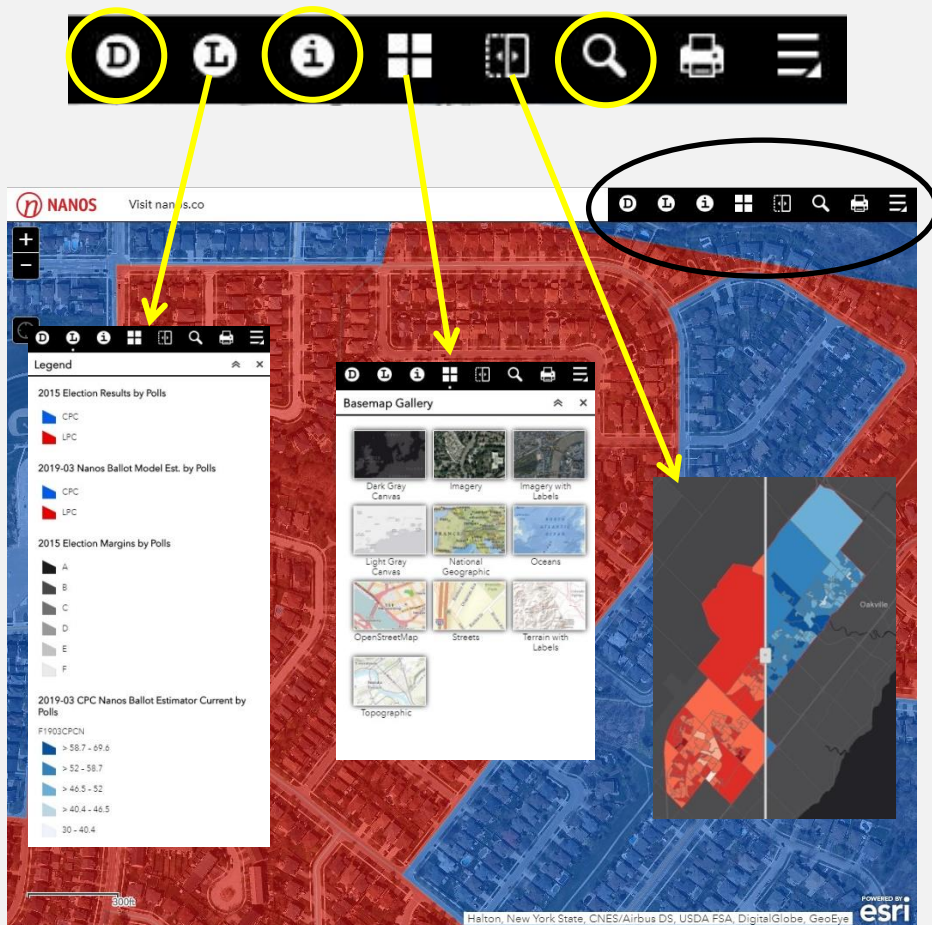 D L i
NANOS Visit nanos.co
D L i
+
−
D L i
Legend
2015 Election Results by Polls
CPC
LPC
2019-03 Nanos Ballot Model Est. by Polls
CPC
LPC
2015 Election Margins by Polls
A
B
C
D
E
F
2019-03 CPC Nanos Ballot Estimator Current by
Polls
F1903CPCN
> 58.7 - 69.6
> 52 - 58.7
> 46.5 - 52
> 40.4 - 46.5
30 - 40.4
D L i
Basemap Gallery
Dark Gray
Canvas
Imagery
Imagery with
Labels
Light Gray
Canvas
National
Geographic
Oceans
OpenStreetMap
Streets
Terrain with
Labels
Topographic
Oakville
300ft
Halton, New York State, CNES/Airbus DS, USDA FSA, DigitalGlobe, GeoEye
POWERED BY
esri